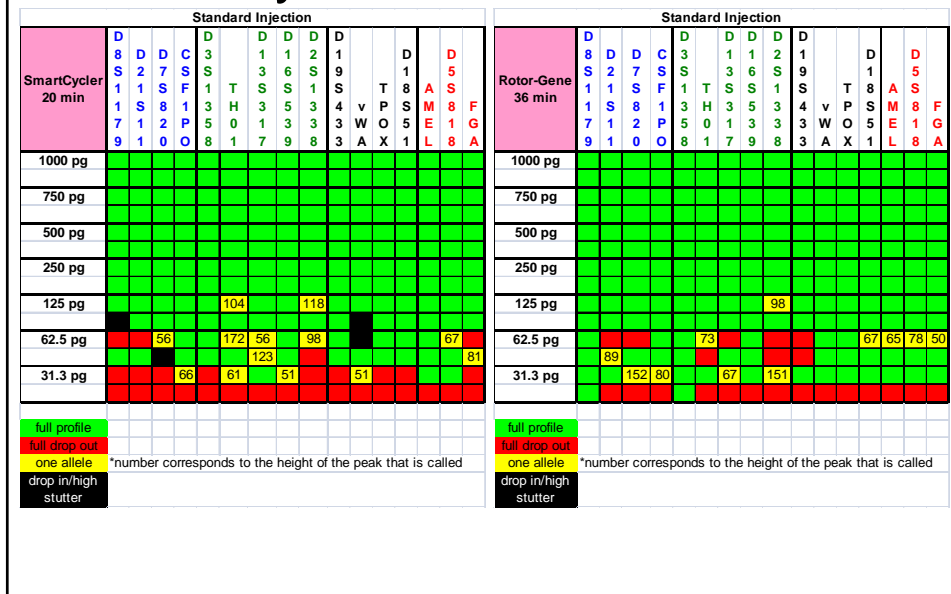 Standard Injection
SmartCycler
20 min
D8S1179 D21S11 D7S820 CSF1PO D3S1358 TH01 D13S317 D16S539 D2S1338 D19S433 vWA TPOX D18S51 AMEL D5S818 FGA
1000 pg
750 pg
500 pg
250 pg
125 pg 104 118
62.5 pg 56 172 56 98 67
123 81
31.3 pg 66 61 51 51
full profile
full drop out
one allele *number corresponds to the height of the peak that is called
drop in/high
stutter
Standard Injection
Rotor-Gene
36 min
D8S1179 D21S11 D7S820 CSF1PO D3S1358 TH01 D13S317 D16S539 D2S1338 D19S433 vWA TPOX D18S51 AMEL D5S818 FGA
1000 pg
750 pg
500 pg
250 pg
125 pg 98
62.5 pg 73 67 65 78 50
89
31.3 pg 152 80 67 151
full profile
full drop out
one allele *number corresponds to the height of the peak that is called
drop in/high
stutter